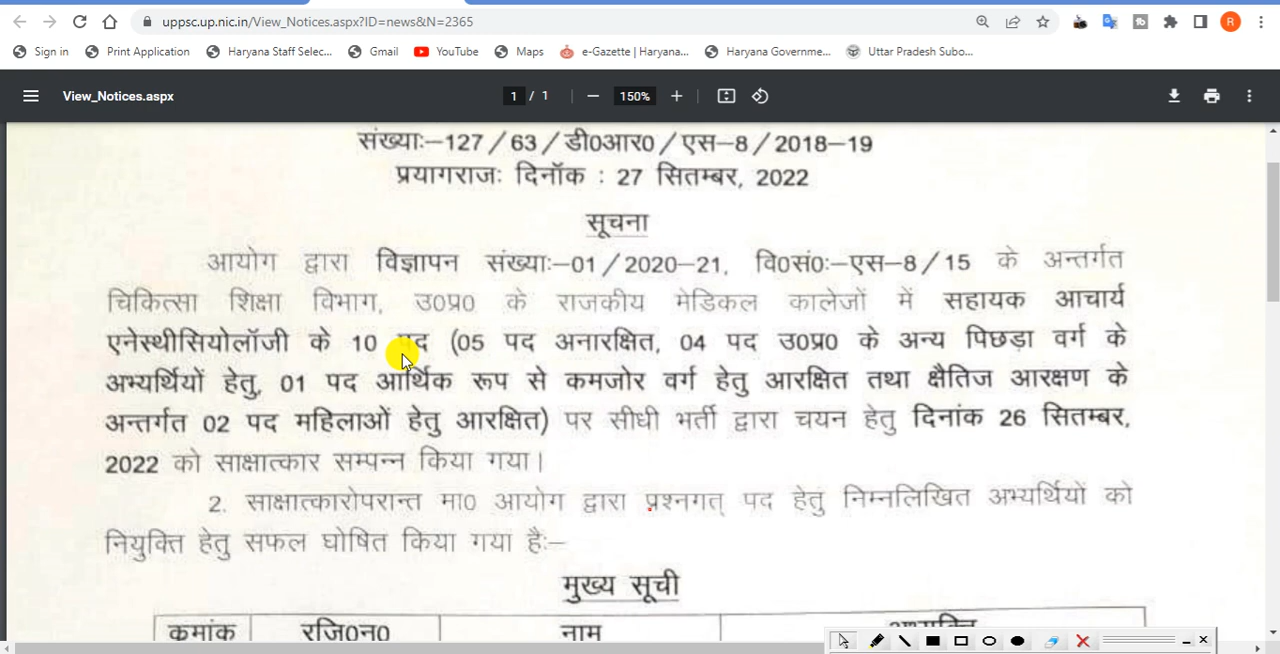 uppsc.up.nic.in/View_Notices.aspx?ID=news&N=2365
R
Sign in Print Application Haryana Staff Selec... Gmail YouTube Maps e-Gazette | Haryana... Haryana Governme... Uttar Pradesh Subo...
View_Notices.aspx 1 / 1 150%
संख्याः–127 / 63 / डी0आर0 / एस–8 / 2018–19
प्रयागराजः दिनॉक : 27 सितम्बर, 2022
सूचना
आयोग द्वारा विज्ञापन संख्याः–01 / 2020–21, वि0सं0ः–एस–8 / 15 के अन्तर्गत
चिकित्सा शिक्षा विभाग, उ0प्र0 के राजकीय मेडिकल कालेजों में सहायक आचार्य
एनेस्थीसियोलॉजी के 10 पद (05 पद अनारक्षित, 04 पद उ0प्र0 के अन्य पिछड़ा वर्ग के
अभ्यर्थियों हेतु, 01 पद आर्थिक रूप से कमजोर वर्ग हेतु आरक्षित तथा क्षैतिज आरक्षण के
अन्तर्गत 02 पद महिलाओं हेतु आरक्षित) पर सीधी भर्ती द्वारा चयन हेतु दिनांक 26 सितम्बर,
2022 को साक्षात्कार सम्पन्न किया गया।
2. साक्षात्कारोपरान्त मा0 आयोग द्वारा प्रश्नगत् पद हेतु निम्नलिखित अभ्यर्थियों को
नियुक्ति हेतु सफल घोषित किया गया हैः–
मुख्य सूची
क्रमांक रजि0न0 नाम